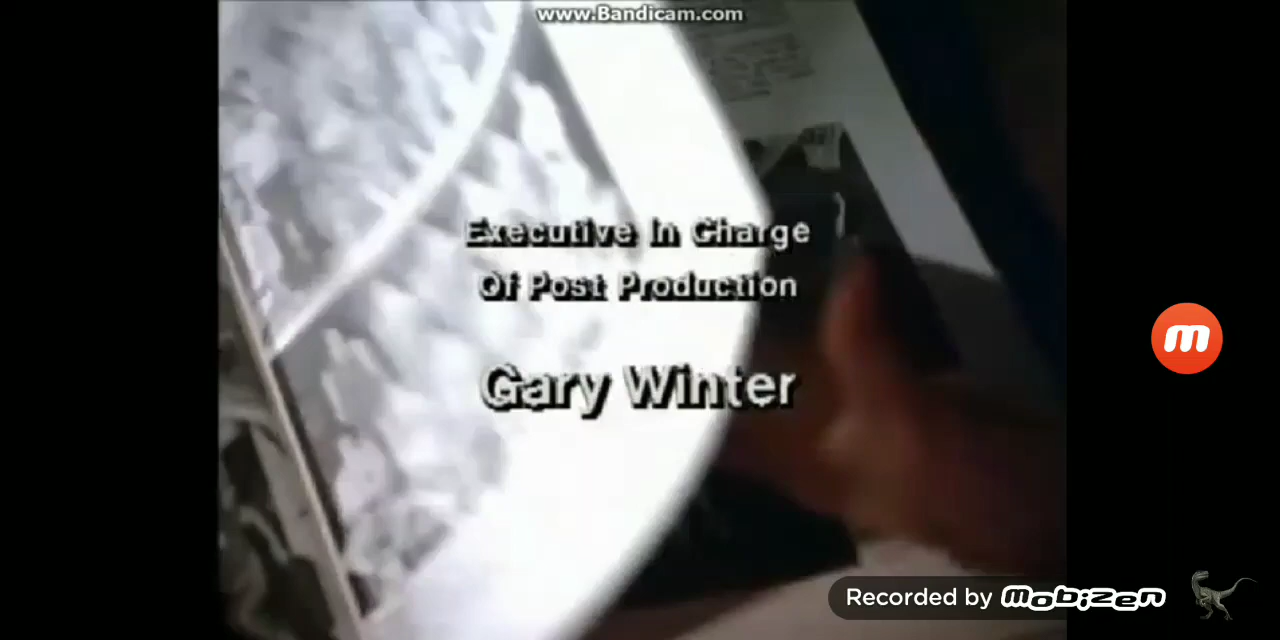 www.Bandicam.com
Executive In Charge
Of Post Production
Gary Winter
Recorded by mobizen